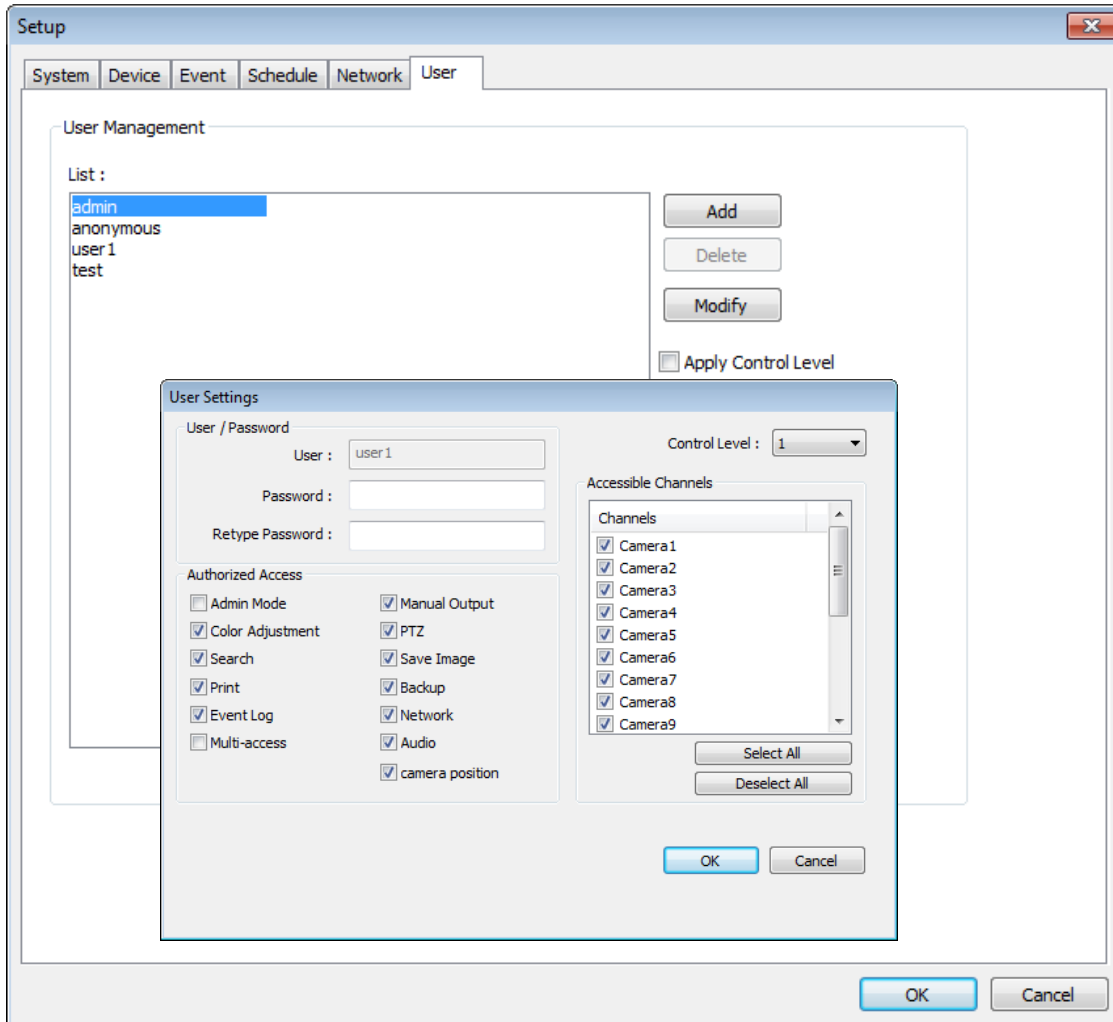 Setup
System Device Event Schedule Network User
User Management
List :
admin
anonymous
user1
test
Add
Delete
Modify
Apply Control Level
User Settings
User / Password
User : user1
Password :
Retype Password :
Authorized Access
Admin Mode
Color Adjustment
Search
Print
Event Log
Multi-access
Manual Output
PTZ
Save Image
Backup
Network
Audio
camera position
Control Level : 1
Accessible Channels
Channels
Camera1
Camera2
Camera3
Camera4
Camera5
Camera6
Camera7
Camera8
Camera9
Select All
Deselect All
OK Cancel
OK Cancel